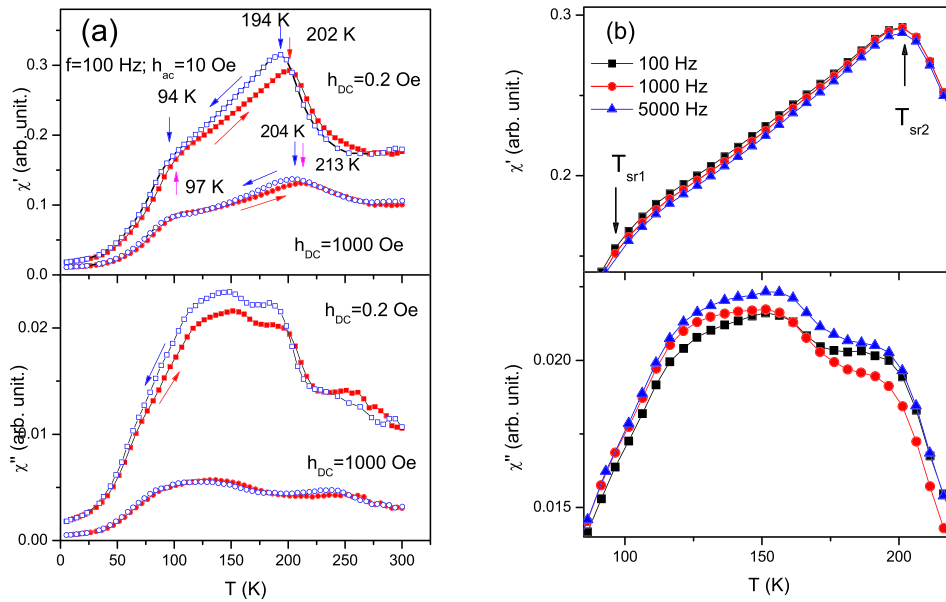 (a)
194 K
202 K
f=100 Hz; h_ac=10 Oe
h_DC=0.2 Oe
94 K
204 K
213 K
97 K
h_DC=1000 Oe
0.3
0.2
0.1
0.0
χ' (arb. unit.)
h_DC=0.2 Oe
h_DC=1000 Oe
0.02
0.01
0.00
χ'' (arb. unit.)
0 50 100 150 200 250 300
T (K)
(b)
100 Hz
1000 Hz
5000 Hz
T_sr1
T_sr2
0.3
0.2
χ' (arb. unit.)
0.020
0.015
χ'' (arb. unit.)
100 150 200
T (K)